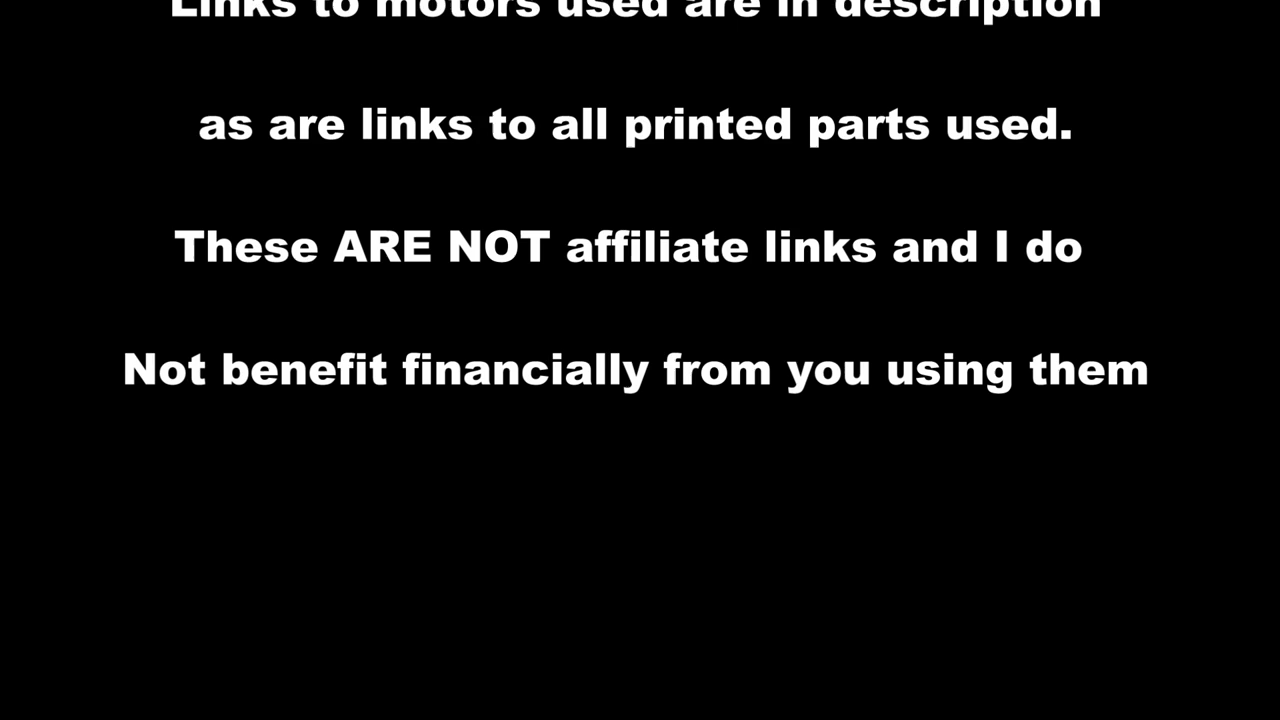 Links to motors used are in description
as are links to all printed parts used.
These ARE NOT affiliate links and I do
Not benefit financially from you using them